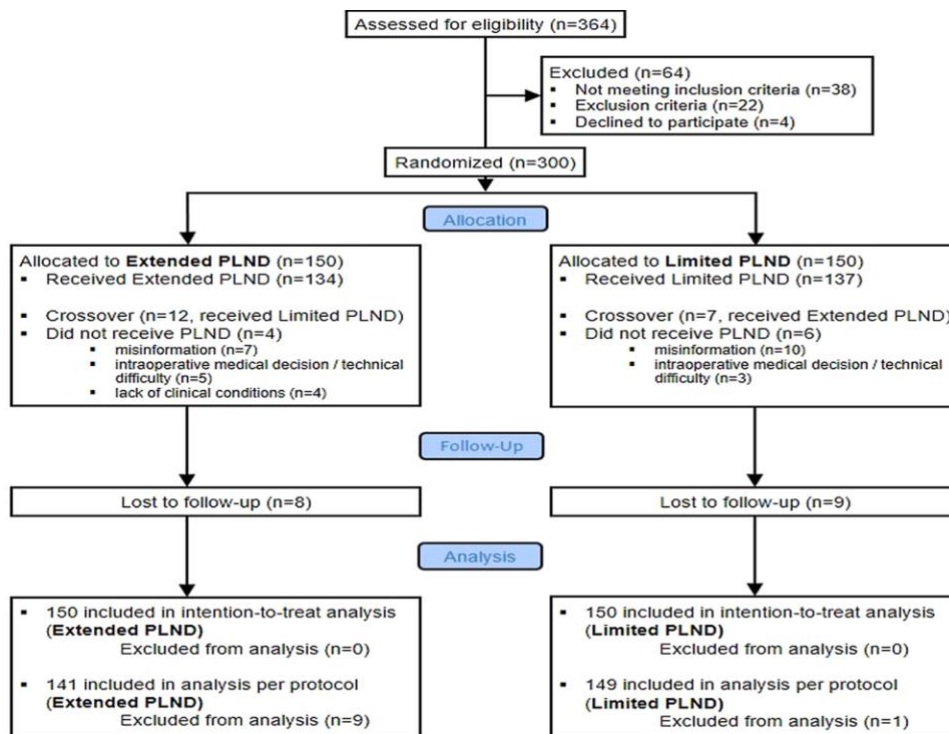 Assessed for eligibility (n=364)
Excluded (n=64)
▪ Not meeting inclusion criteria (n=38)
▪ Exclusion criteria (n=22)
▪ Declined to participate (n=4)
Randomized (n=300)
Allocation
Allocated to Extended PLND (n=150)
▪ Received Extended PLND (n=134)
▪ Crossover (n=12, received Limited PLND)
▪ Did not receive PLND (n=4)
▪ misinformation (n=7)
▪ intraoperative medical decision / technical
difficulty (n=5)
▪ lack of clinical conditions (n=4)
Allocated to Limited PLND (n=150)
▪ Received Limited PLND (n=137)
▪ Crossover (n=7, received Extended PLND)
▪ Did not receive PLND (n=6)
▪ misinformation (n=10)
▪ intraoperative medical decision / technical
difficulty (n=3)
Follow-Up
Lost to follow-up (n=8)
Lost to follow-up (n=9)
Analysis
▪ 150 included in intention-to-treat analysis
(Extended PLND)
Excluded from analysis (n=0)
▪ 141 included in analysis per protocol
(Extended PLND)
Excluded from analysis (n=9)
▪ 150 included in intention-to-treat analysis
(Limited PLND)
Excluded from analysis (n=0)
▪ 149 included in analysis per protocol
(Limited PLND)
Excluded from analysis (n=1)